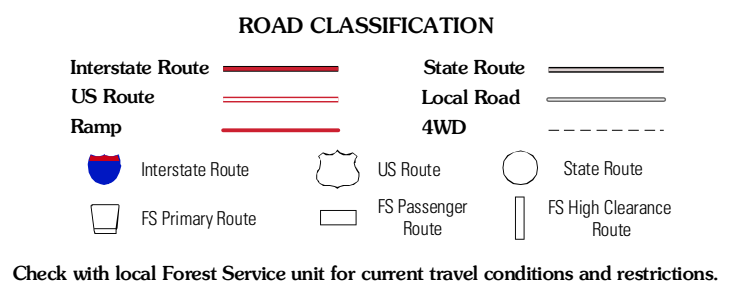 ROAD CLASSIFICATION
Interstate Route
State Route
US Route
Local Road
Ramp
4WD
Interstate Route
US Route
State Route
FS Primary Route
FS Passenger
Route
FS High Clearance
Route
Check with local Forest Service unit for current travel conditions and restrictions.